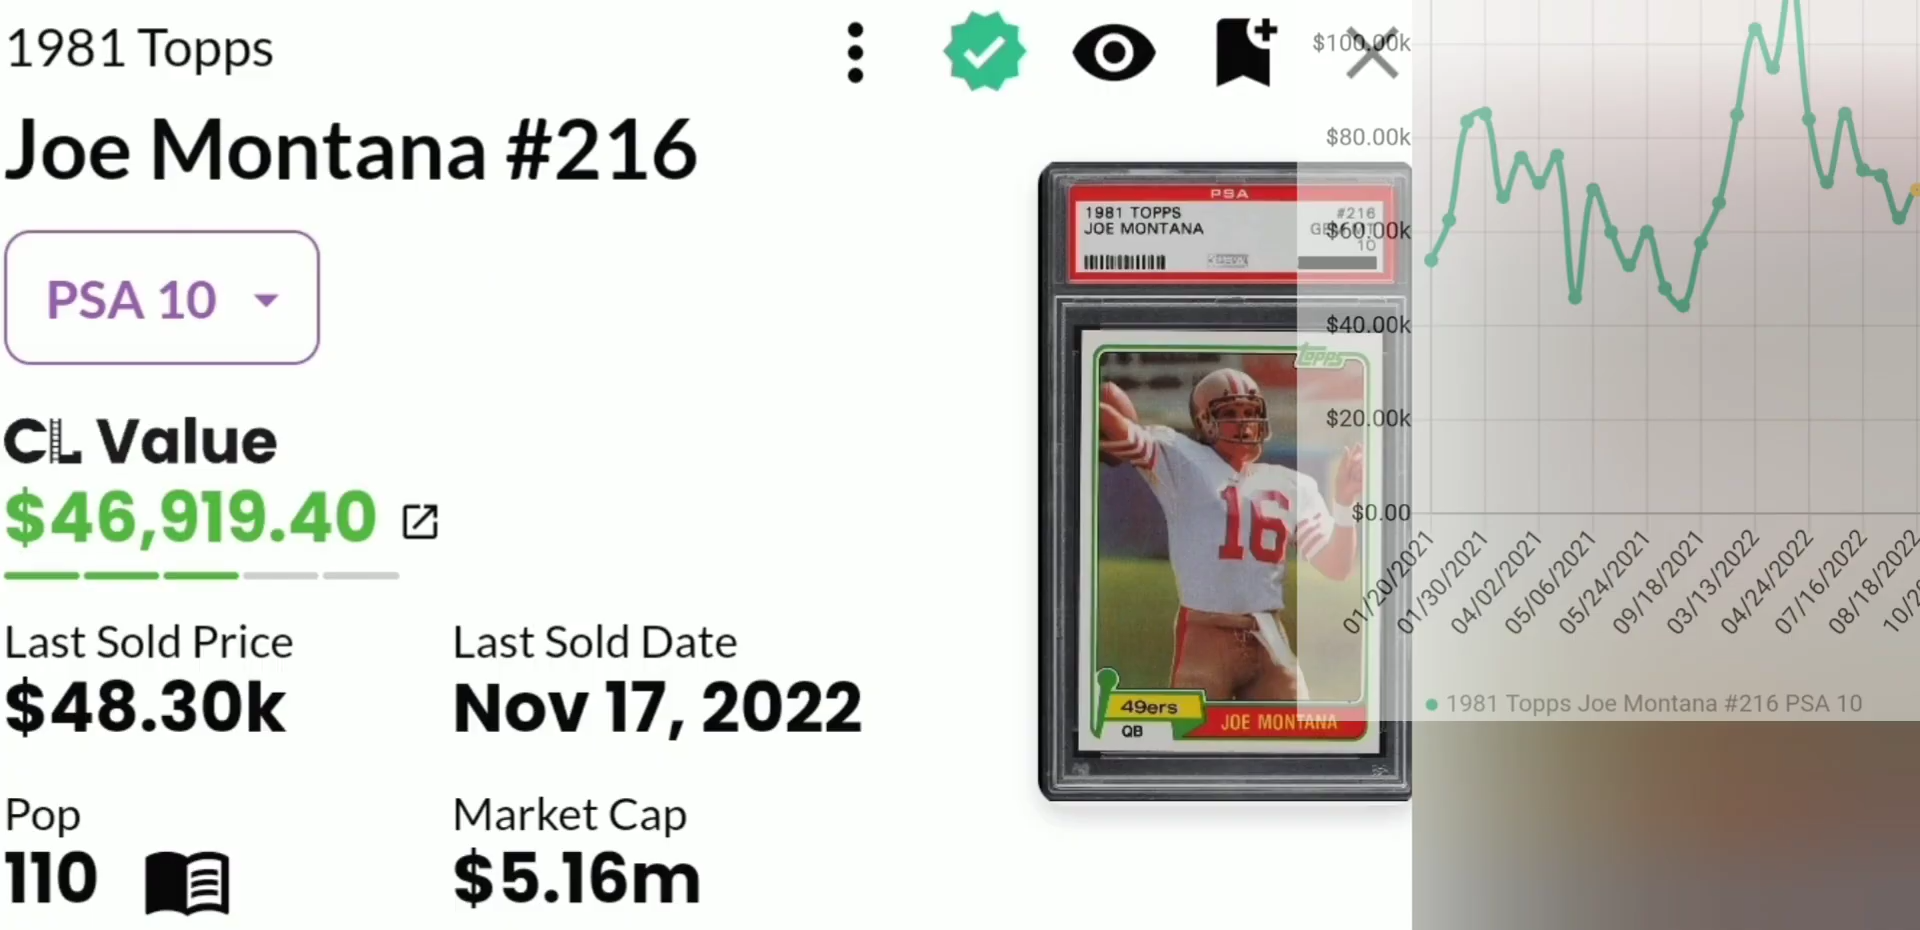 1981 Topps
Joe Montana #216
PSA 10
CL Value
$46,919.40
Last Sold Price
$48.30k
Last Sold Date
Nov 17, 2022
Pop
110
Market Cap
$5.16m
PSA
1981 TOPPS
#216
JOE MONTANA
10
topps
16
49ers
QB
JOE MONTANA
$100.00k
$80.00k
$60.00k
$40.00k
$20.00k
$0.00
01/20/2021
01/30/2021
04/02/2021
05/06/2021
05/24/2021
09/18/2021
03/13/2022
04/24/2022
07/16/2022
08/18/2022
1981 Topps Joe Montana #216 PSA 10